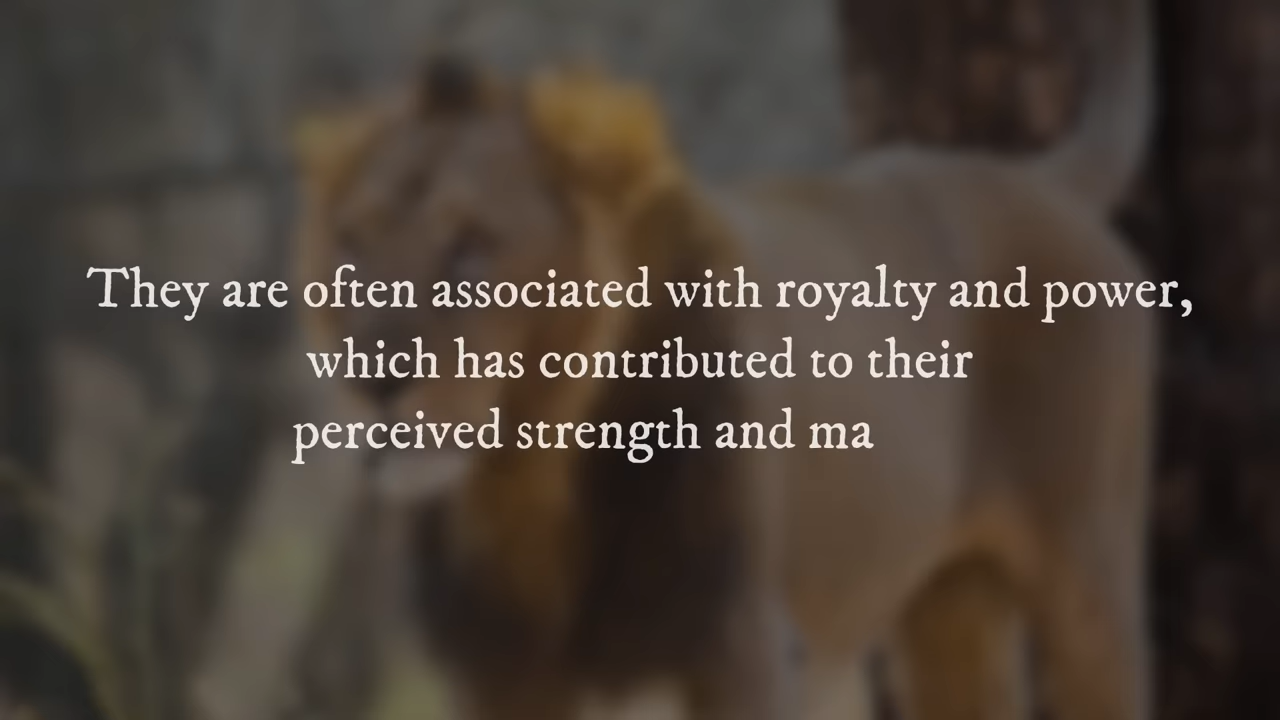 They are often associated with royalty and power,
which has contributed to their
perceived strength and ma